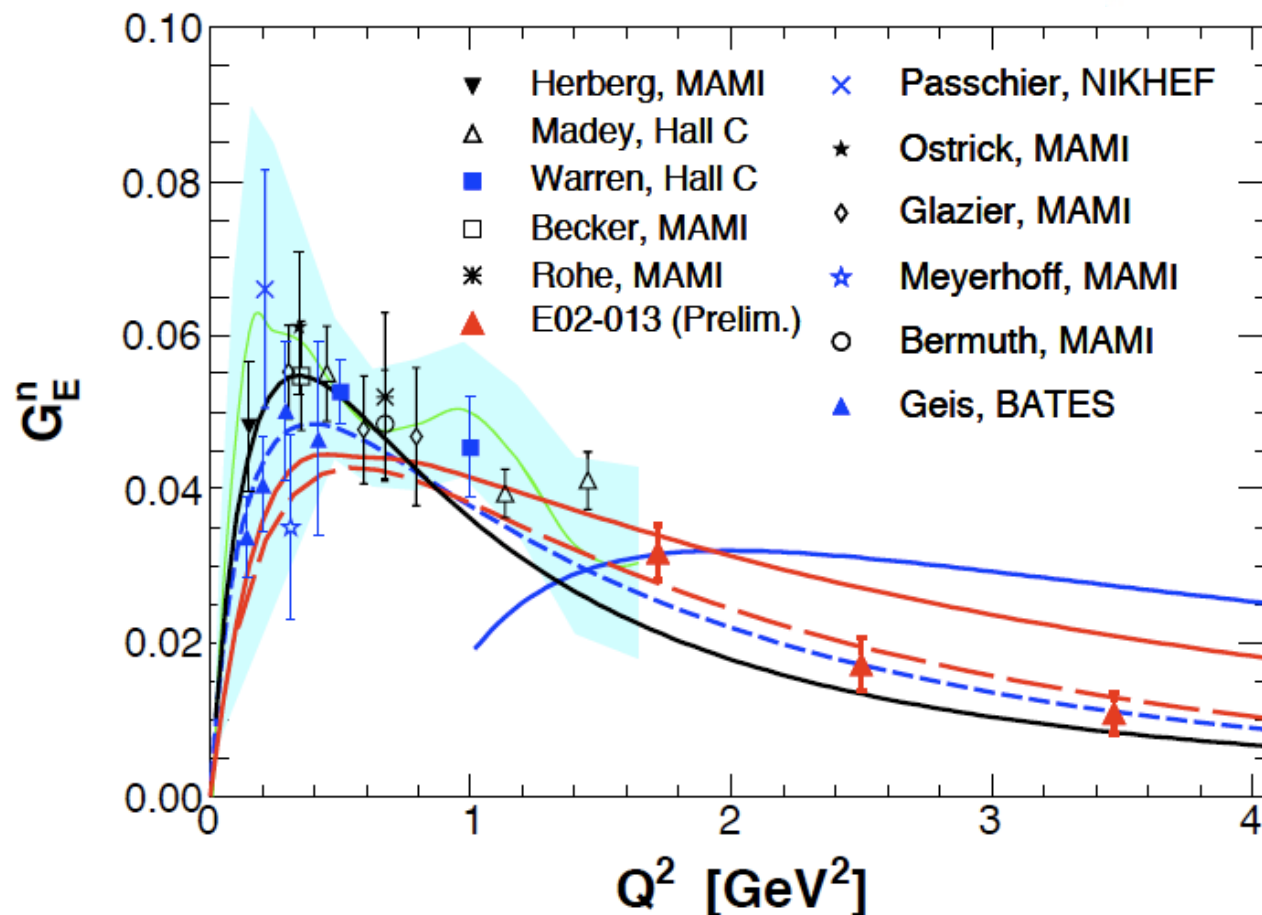 0.10
0.08
0.06
0.04
0.02
0.00
G_E^n
Herberg, MAMI
Madey, Hall C
Warren, Hall C
Becker, MAMI
Rohe, MAMI
E02-013 (Prelim.)
Passchier, NIKHEF
Ostrick, MAMI
Glazier, MAMI
Meyerhoff, MAMI
Bermuth, MAMI
Geis, BATES
0 1 2 3 4
Q² [GeV²]